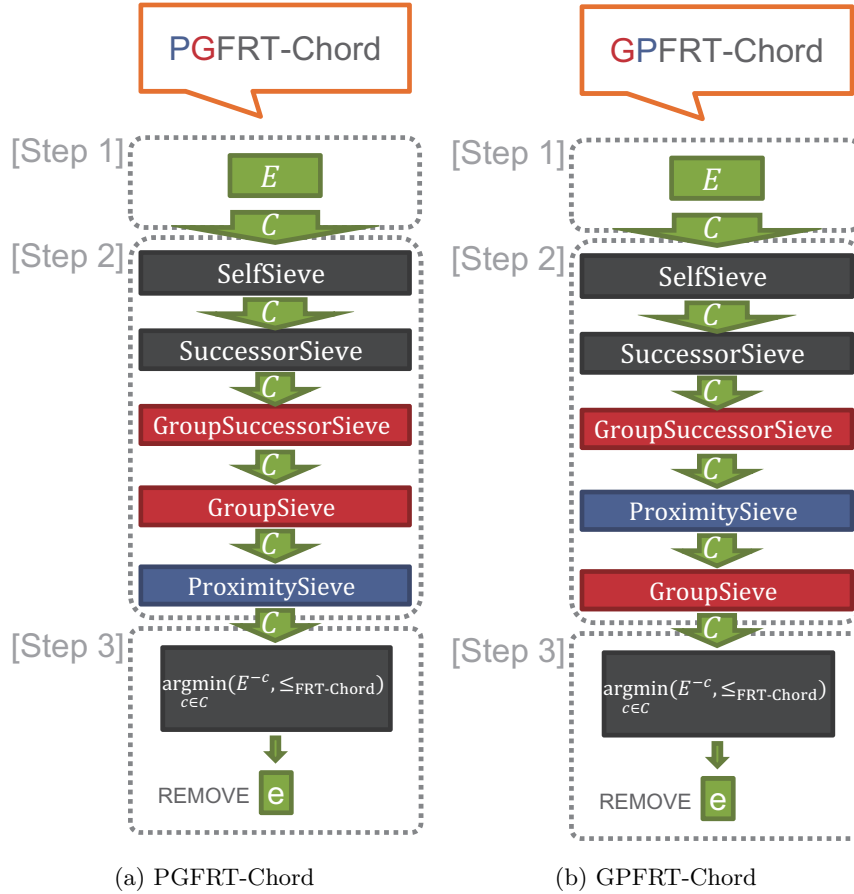 PGFRT-Chord
[Step 1]
E
C
[Step 2]
SelfSieve
C
SuccessorSieve
C
GroupSuccessorSieve
C
GroupSieve
C
ProximitySieve
C
[Step 3]
argmin(E^{-c}, ≤_{FRT-Chord})
c∈C
REMOVE e
(a) PGFRT-Chord
GPFRT-Chord
[Step 1]
E
C
[Step 2]
SelfSieve
C
SuccessorSieve
C
GroupSuccessorSieve
C
ProximitySieve
C
GroupSieve
C
[Step 3]
argmin(E^{-c}, ≤_{FRT-Chord})
c∈C
REMOVE e
(b) GPFRT-Chord